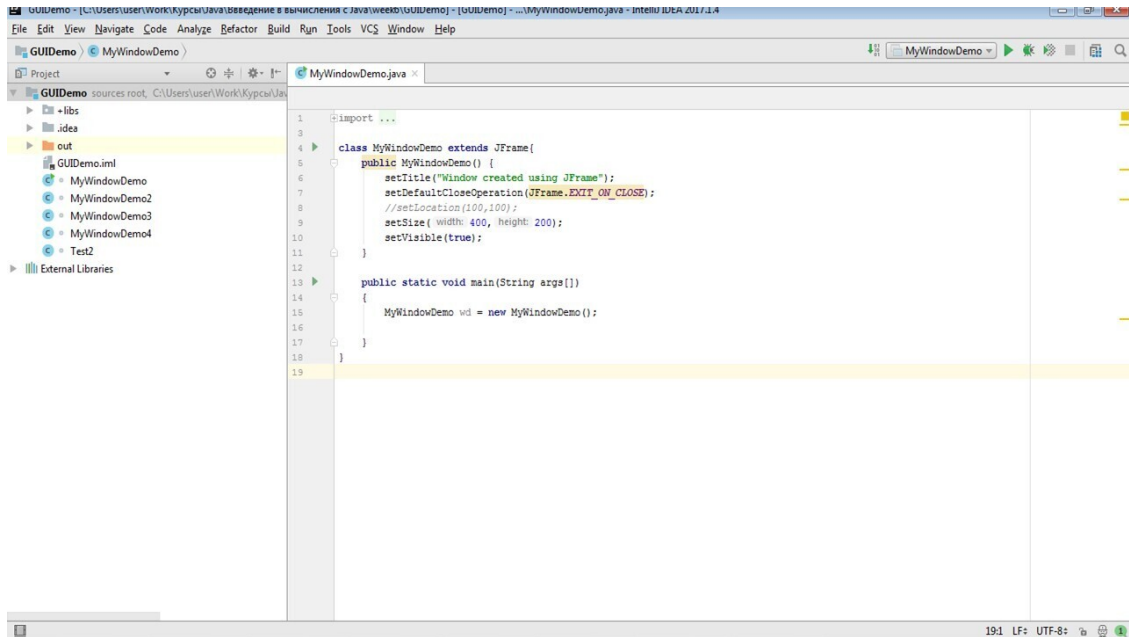 GUIDemo - [C:\Users\user\Work\Курсы\Java\Введение в вычисления с Java\week6\GUIDemo] - [GUIDemo] - ...\MyWindowDemo.java - IntelliJ IDEA 2017.1.4
File Edit View Navigate Code Analyze Refactor Build Run Tools VCS Window Help
GUIDemo MyWindowDemo
MyWindowDemo
Project
MyWindowDemo.java
GUIDemo sources root, C:\Users\user\Work\Курсы\Jav
+libs
.idea
out
GUIDemo.iml
MyWindowDemo
MyWindowDemo2
MyWindowDemo3
MyWindowDemo4
Test2
External Libraries
1 import ...
3
4 class MyWindowDemo extends JFrame{
5 public MyWindowDemo() {
6 setTitle("Window created using JFrame");
7 setDefaultCloseOperation(JFrame.EXIT_ON_CLOSE);
8 //setLocation(100,100);
9 setSize( width: 400, height: 200);
10 setVisible(true);
11 }
12
13 public static void main(String args[])
14 {
15 MyWindowDemo wd = new MyWindowDemo();
16
17 }
18 }
19
19:1 LF÷ UTF-8÷ 1